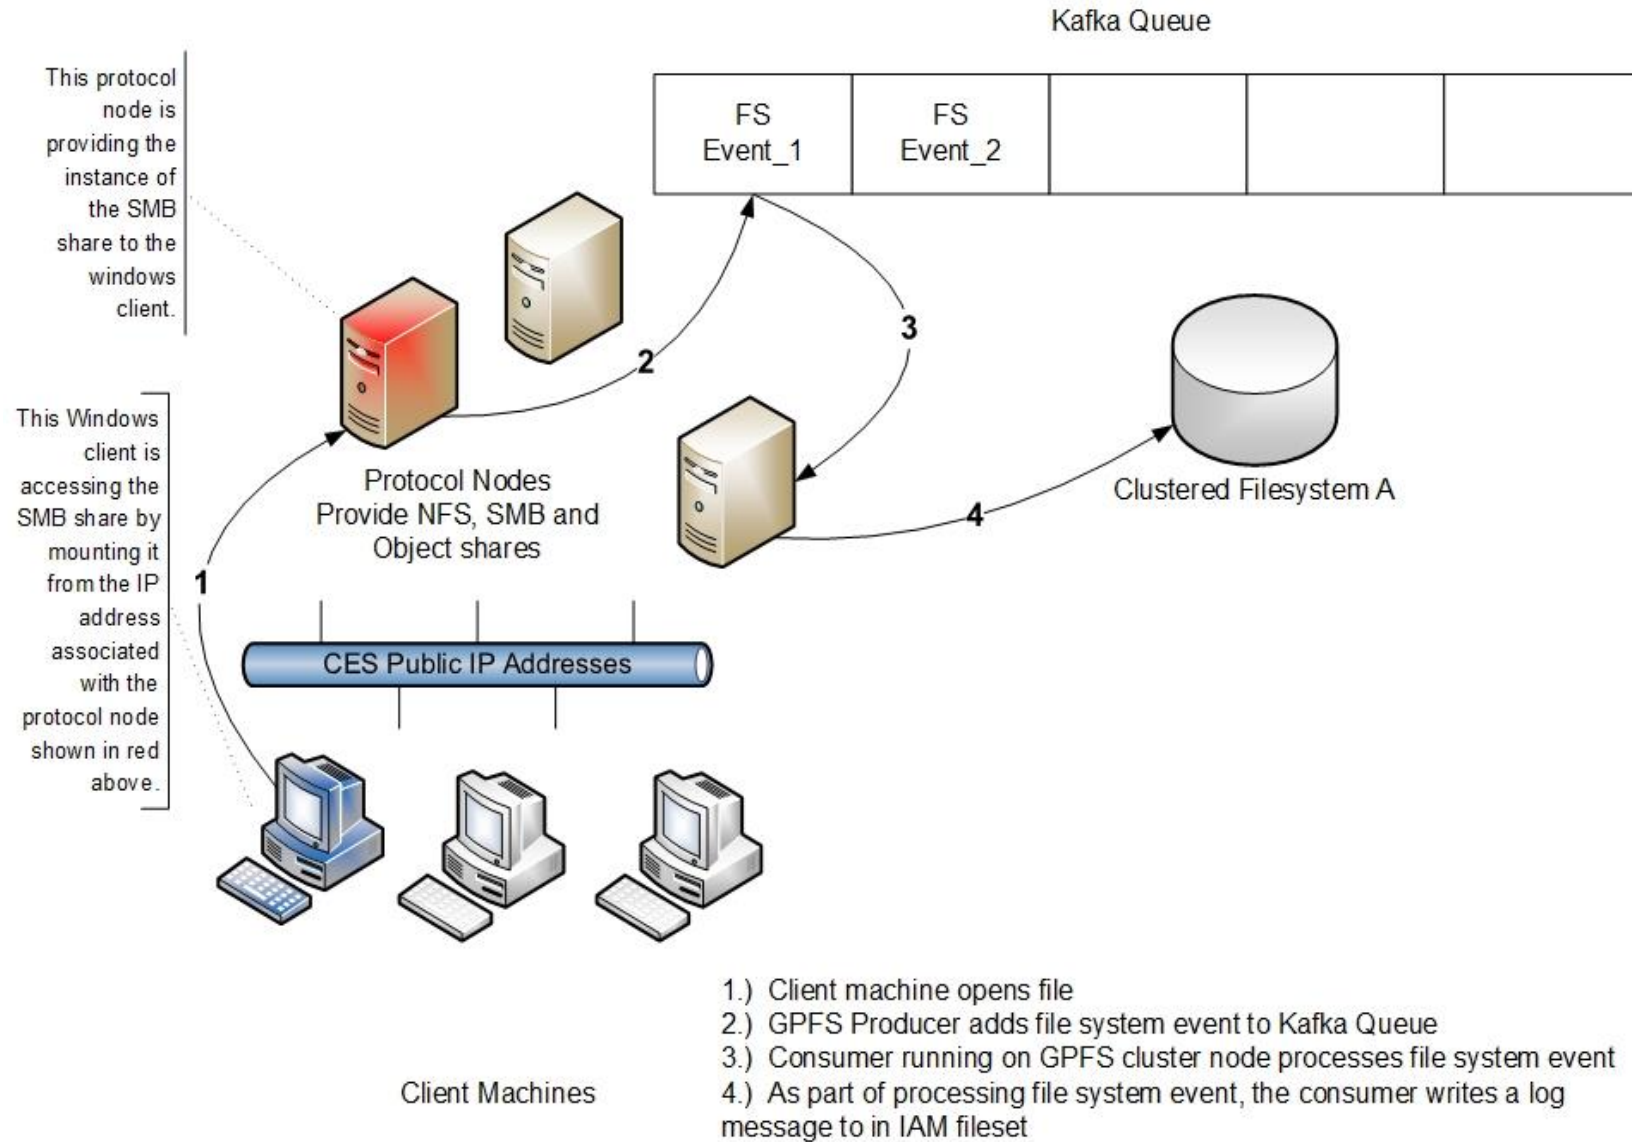 Kafka Queue
This protocol
node is
providing the
instance of
the SMB
share to the
windows
client.
FS
Event_1
FS
Event_2
2
3
This Windows
client is
accessing the
SMB share by
mounting it
from the IP
address
associated
with the
protocol node
shown in red
above.
Protocol Nodes
Provide NFS, SMB and
Object shares
Clustered Filesystem A
4
1
CES Public IP Addresses
Client Machines
1.) Client machine opens file
2.) GPFS Producer adds file system event to Kafka Queue
3.) Consumer running on GPFS cluster node processes file system event
4.) As part of processing file system event, the consumer writes a log
message to in IAM fileset